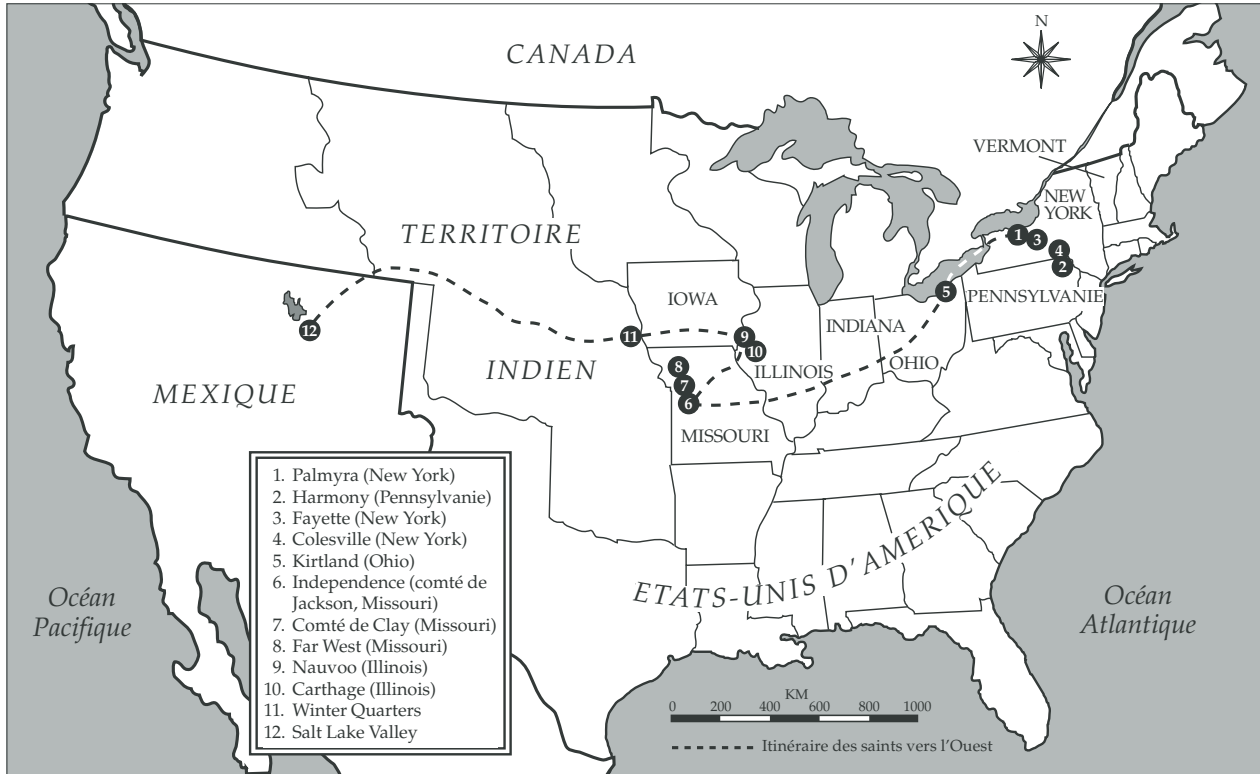 CANADA
N
VERMONT
NEW
YORK
TERRITOIRE
1
3
4
2
5
PENNSYLVANIE
IOWA
INDIANA
12
11
9
10
8
7
6
ILLINOIS
OHIO
INDIEN
MEXIQUE
MISSOURI
ETATS-UNIS D'AMERIQUE
1. Palmyra (New York)
2. Harmony (Pennsylvanie)
3. Fayette (New York)
4. Colesville (New York)
5. Kirtland (Ohio)
6. Independence (comté de
Jackson, Missouri)
7. Comté de Clay (Missouri)
8. Far West (Missouri)
9. Nauvoo (Illinois)
10. Carthage (Illinois)
11. Winter Quarters
12. Salt Lake Valley
Océan
Pacifique
Océan
Atlantique
KM
0 200 400 600 800 1000
Itinéraire des saints vers l'Ouest